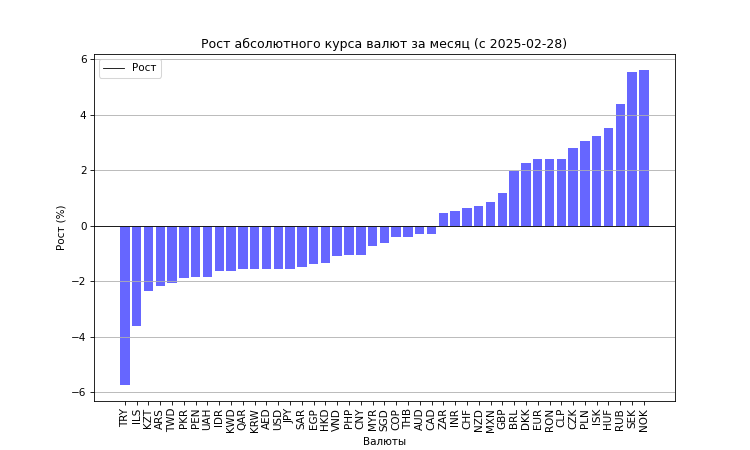 Рост абсолютного курса валют за месяц (с 2025-02-28)
Рост
6
4
2
0
−2
−4
−6
Рост (%)
TRY ILS KZT ARS TWD PKR PEN UAH IDR KWD QAR KRW AED USD JPY SAR EGP HKD VND PHP CNY MYR SGD COP THB AUD CAD ZAR INR CHF NZD MXN GBP BRL DKK EUR RON CLP CZK PLN ISK HUF RUB SEK NOK
Валюты